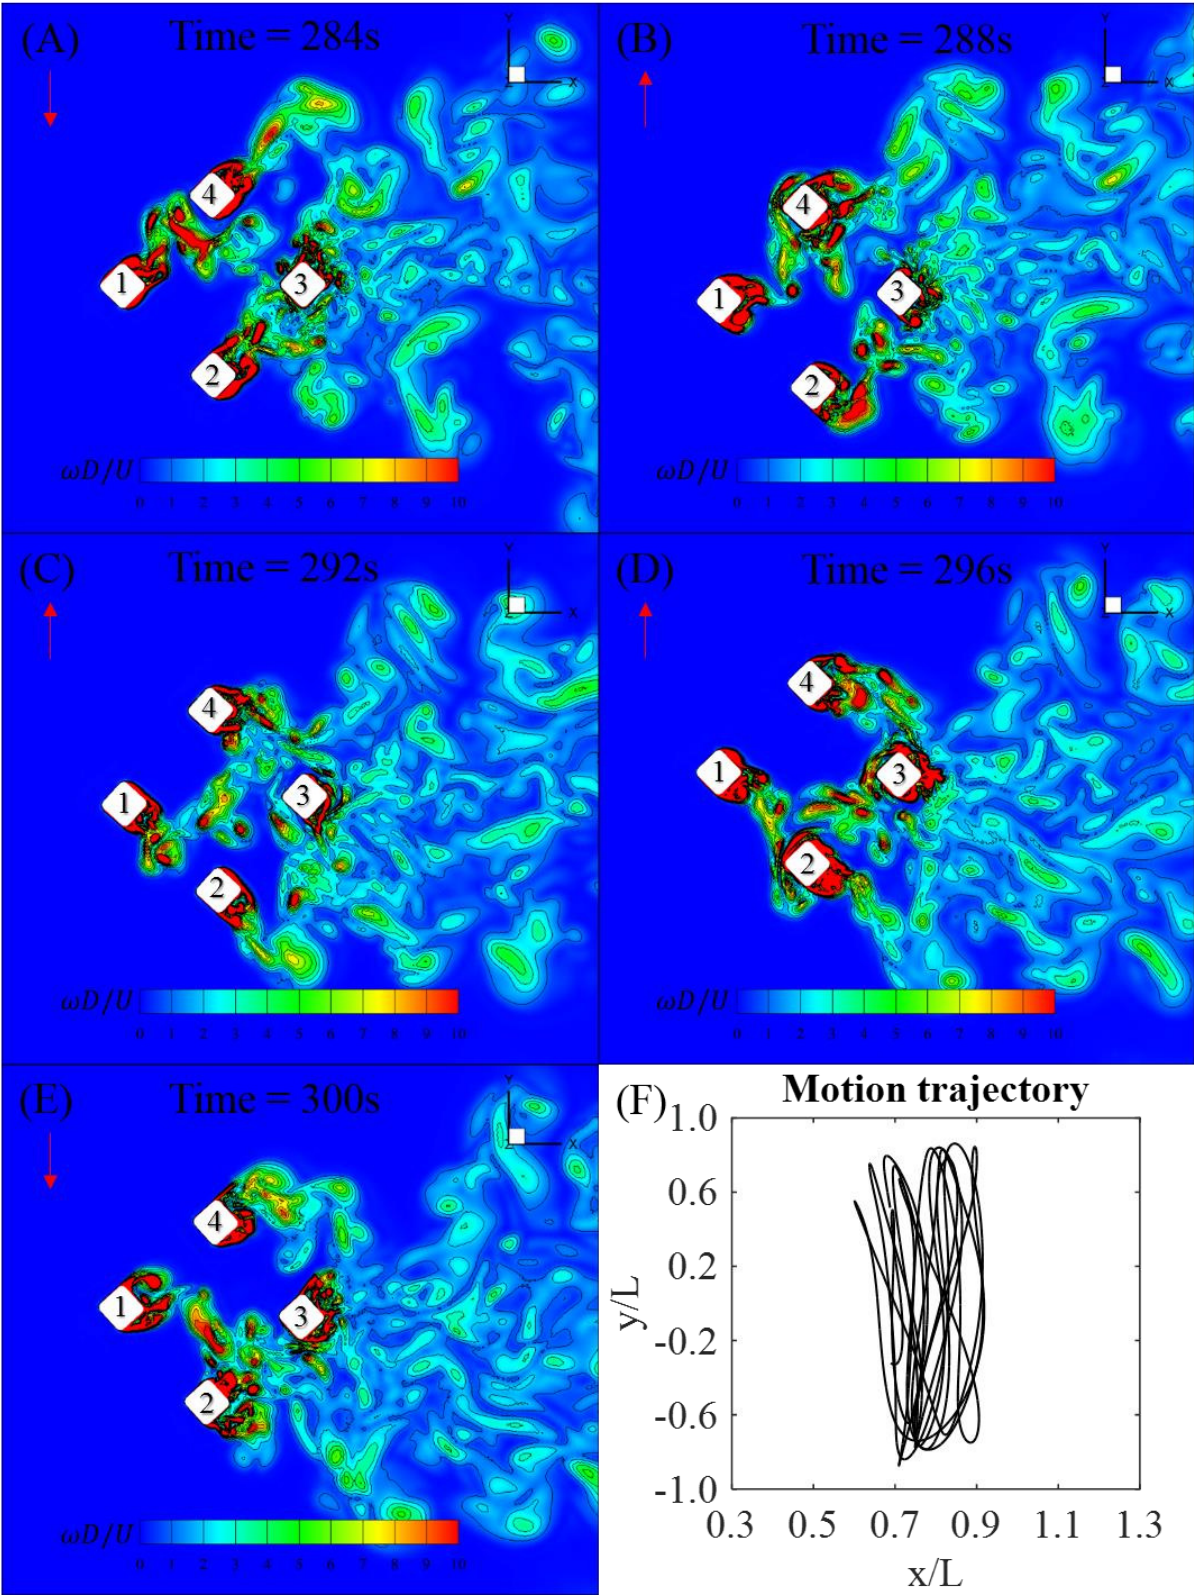 (A)
Time = 284s
Y
X
4
1
3
2
ωD/U
0 1 2 3 4 5 6 7 8 9 10
(B)
Time = 288s
Y
X
4
1
3
2
ωD/U
0 1 2 3 4 5 6 7 8 9 10
(C)
Time = 292s
Y
X
4
1
3
2
ωD/U
0 1 2 3 4 5 6 7 8 9 10
(D)
Time = 296s
Y
X
4
1
3
2
ωD/U
0 1 2 3 4 5 6 7 8 9 10
(E)
Time = 300s
Y
X
4
1
3
2
ωD/U
0 1 2 3 4 5 6 7 8 9 10
(F)
Motion trajectory
1.0
0.6
0.2
-0.2
-0.6
-1.0
y/L
0.3 0.5 0.7 0.9 1.1 1.3
x/L